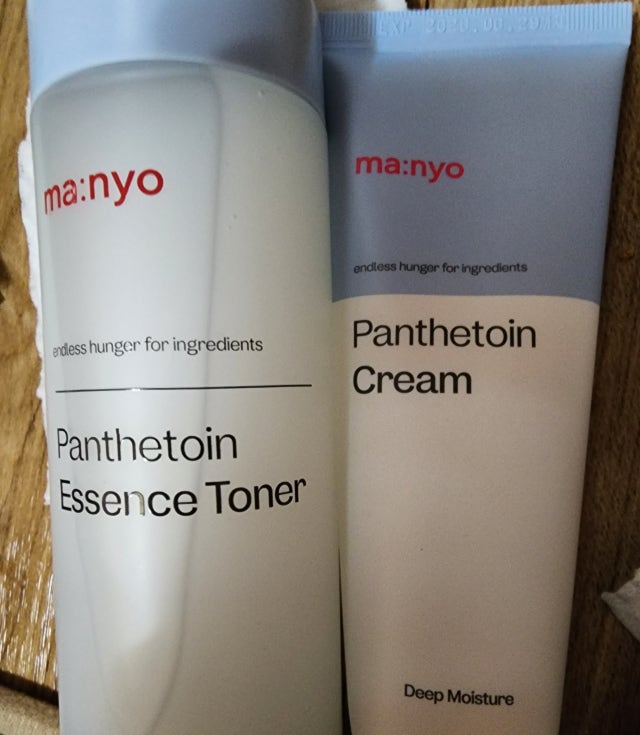 ma:nyo
endless hunger for ingredients
Panthetoin
Essence Toner
EXP
ma:nyo
endless hunger for ingredients
Panthetoin
Cream
Deep Moisture